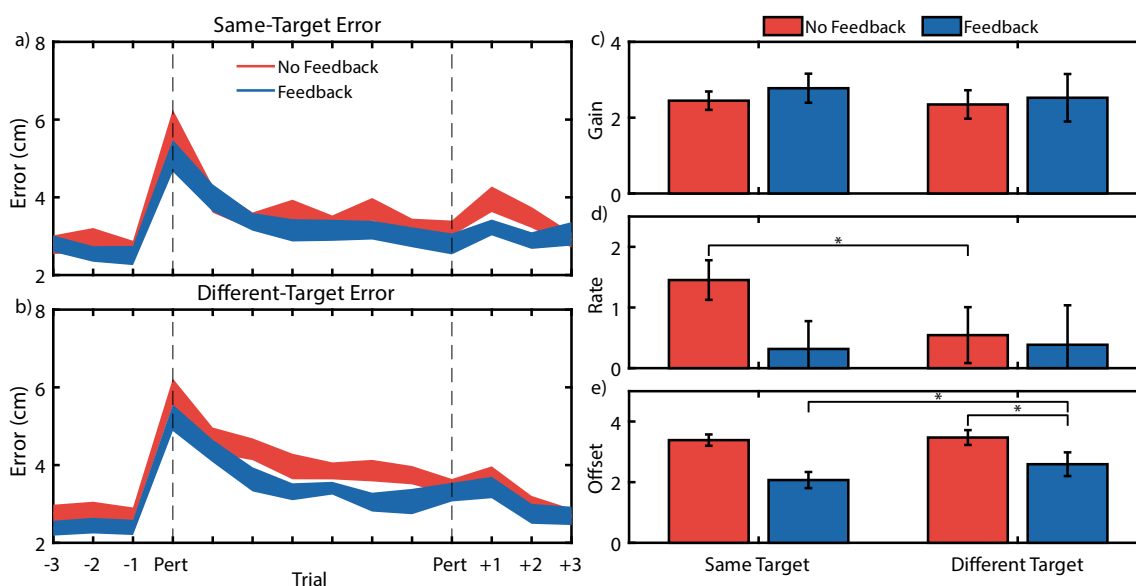 Same-Target Error
a)
8
6
4
2
Error (cm)
No Feedback
Feedback
Different-Target Error
b)
8
6
4
2
Error (cm)
-3 -2 -1 Pert Pert +1 +2 +3
Trial
No Feedback Feedback
c)
4
2
0
Gain
d)
2
1
0
Rate
*
e)
4
2
0
Offset
*
*
Same Target Different Target